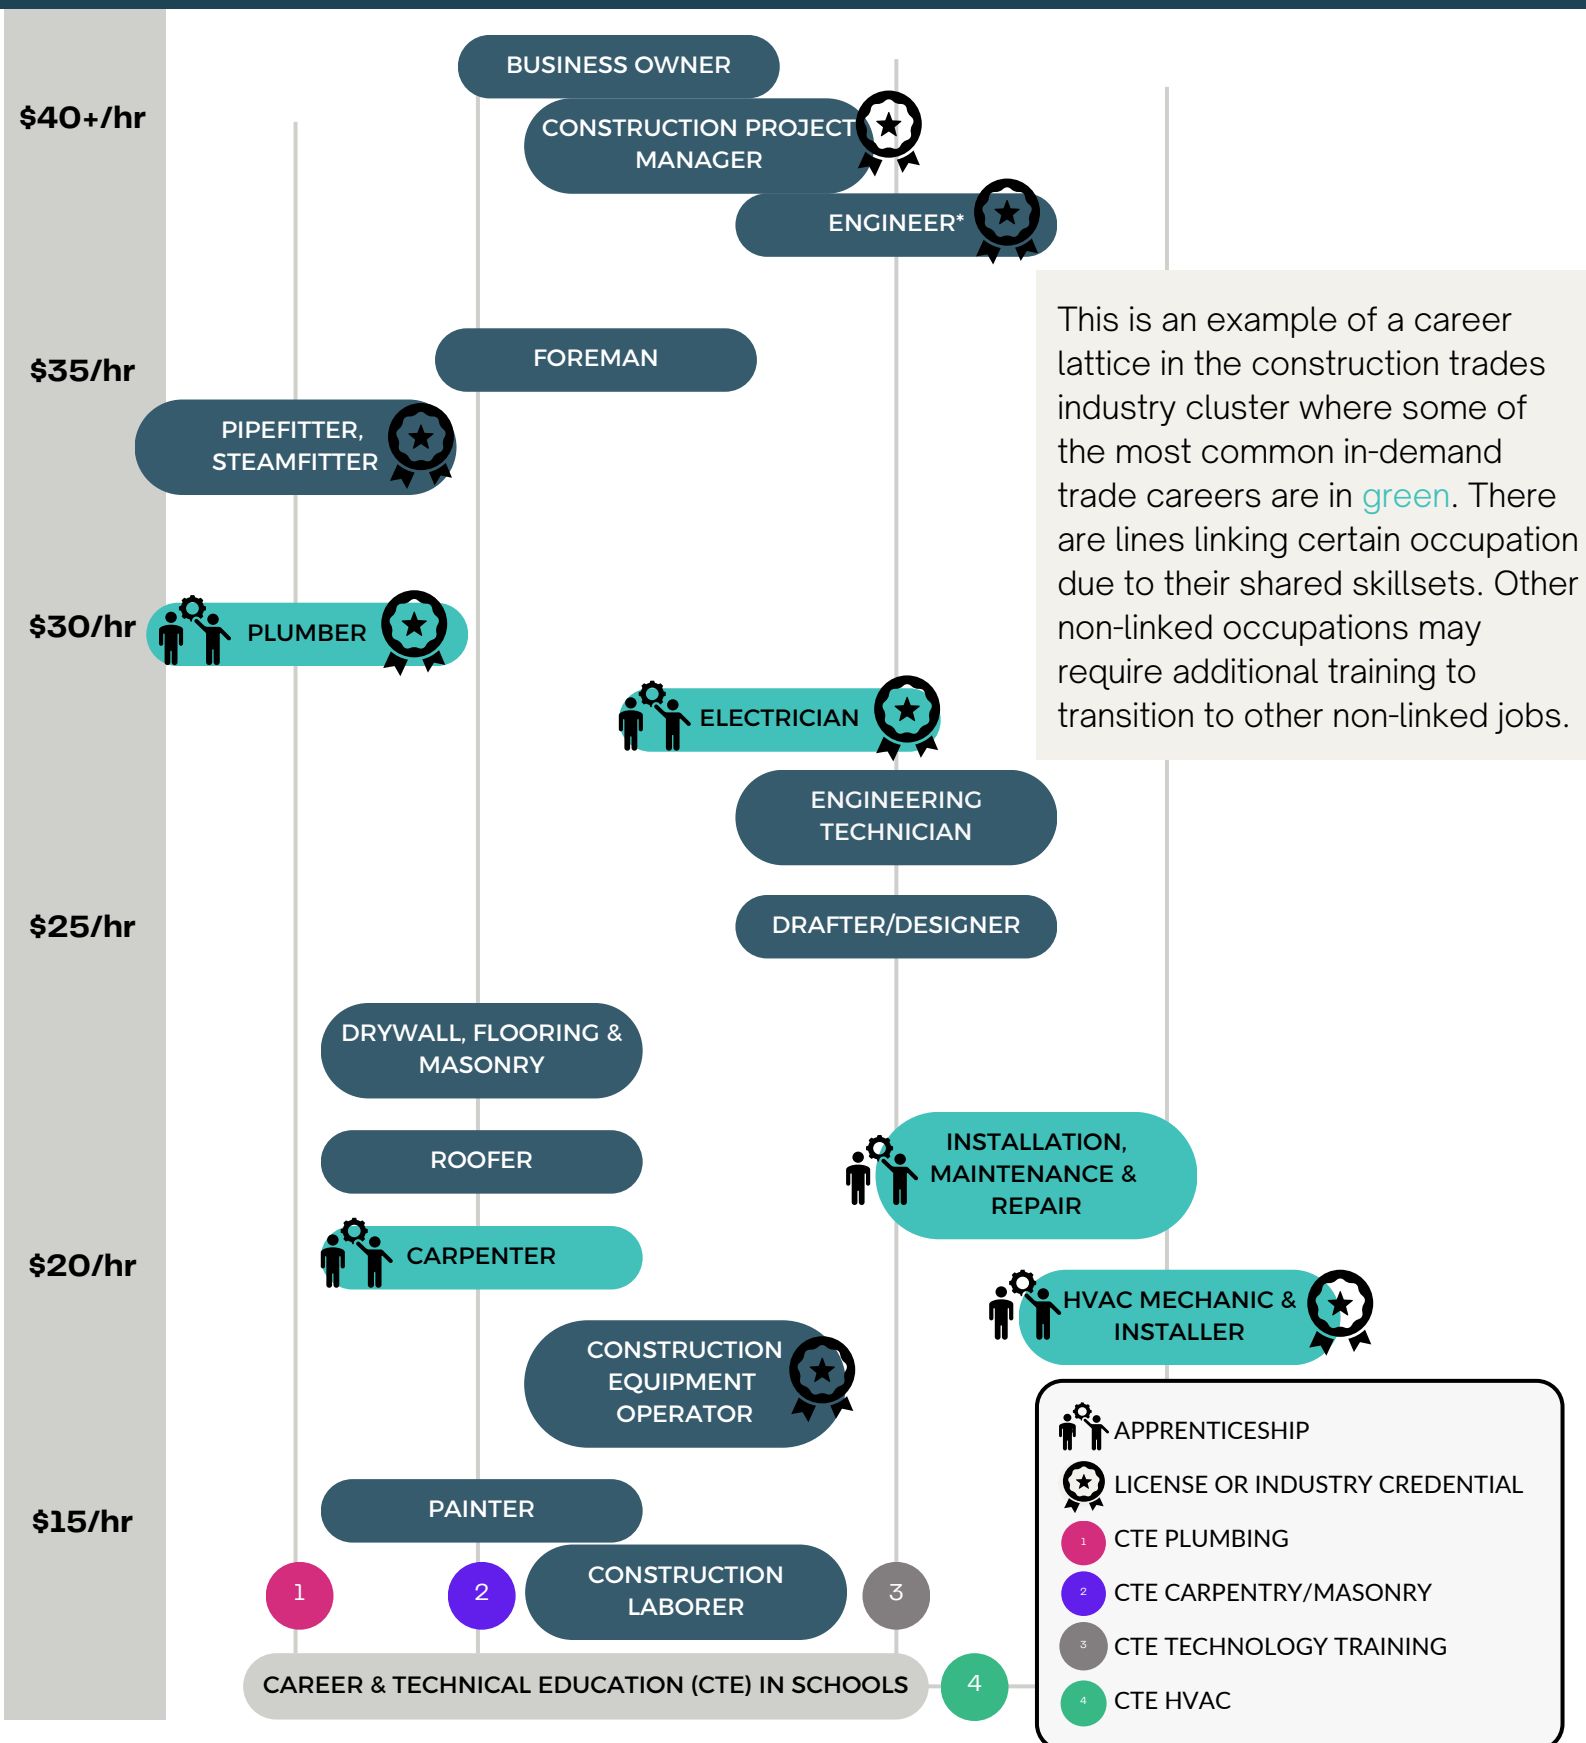 BUSINESS OWNER
$40+/hr
CONSTRUCTION PROJECT
MANAGER
ENGINEER*
This is an example of a career
lattice in the construction trades
industry cluster where some of
the most common in-demand
trade careers are in green. There
are lines linking certain occupation
due to their shared skillsets. Other
non-linked occupations may
require additional training to
transition to other non-linked jobs.
$35/hr
FOREMAN
PIPEFITTER,
STEAMFITTER
$30/hr
PLUMBER
ELECTRICIAN
ENGINEERING
TECHNICIAN
$25/hr
DRAFTER/DESIGNER
DRYWALL, FLOORING &
MASONRY
ROOFER
INSTALLATION,
MAINTENANCE &
REPAIR
$20/hr
CARPENTER
HVAC MECHANIC &
INSTALLER
CONSTRUCTION
EQUIPMENT
OPERATOR
$15/hr
PAINTER
CONSTRUCTION
LABORER
1
2
3
CAREER & TECHNICAL EDUCATION (CTE) IN SCHOOLS
4
APPRENTICESHIP
LICENSE OR INDUSTRY CREDENTIAL
1 CTE PLUMBING
2 CTE CARPENTRY/MASONRY
3 CTE TECHNOLOGY TRAINING
4 CTE HVAC